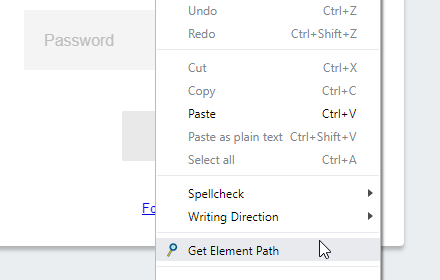 Undo Ctrl+Z
Redo Ctrl+Shift+Z
Password
Cut Ctrl+X
Copy Ctrl+C
Paste Ctrl+V
Paste as plain text Ctrl+Shift+V
Select all Ctrl+A
Spellcheck
Fo
Writing Direction
Get Element Path